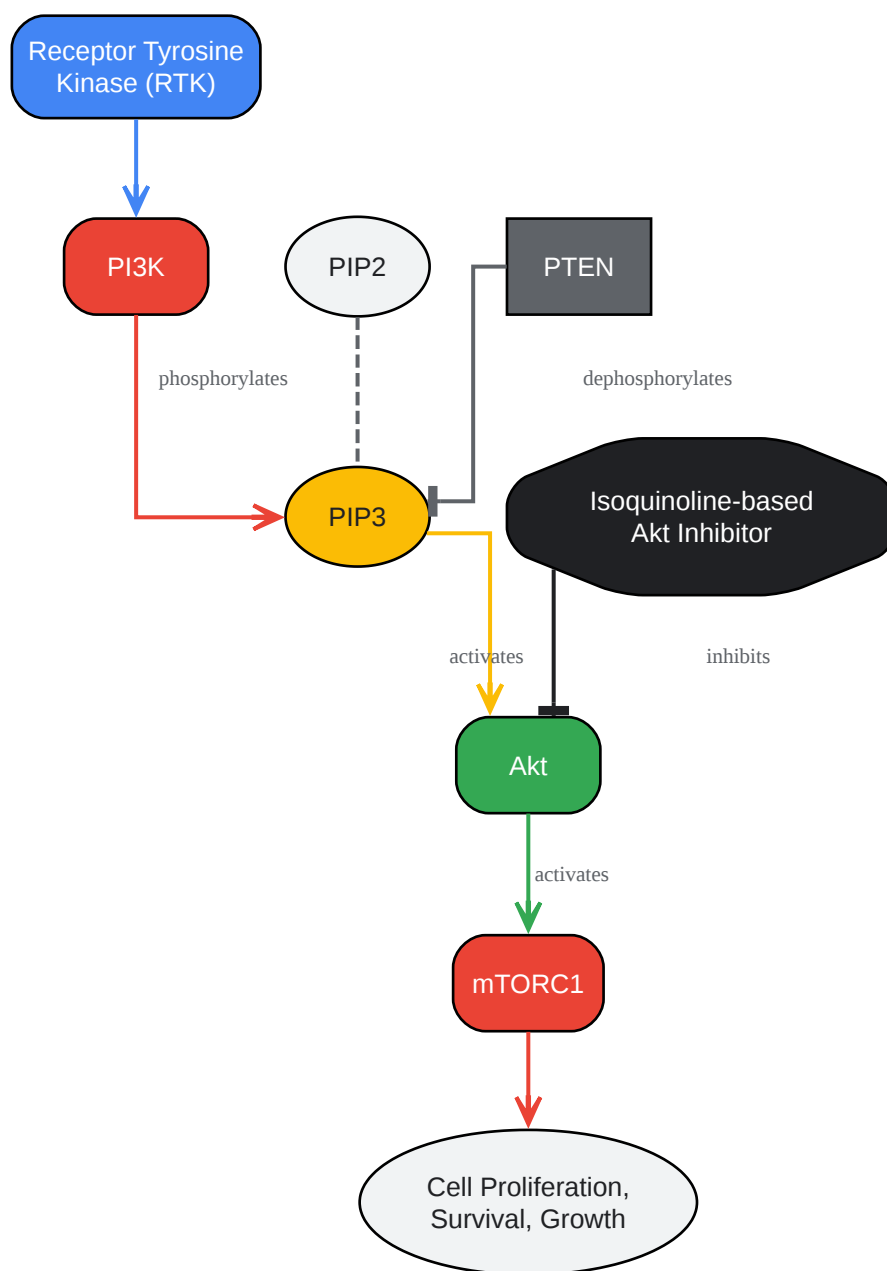 Receptor Tyrosine
Kinase (RTK)
PI3K
PIP2
PTEN
phosphorylates
dephosphorylates
PIP3
Isoquinoline-based
Akt Inhibitor
activates
inhibits
Akt
activates
mTORC1
Cell Proliferation,
Survival, Growth